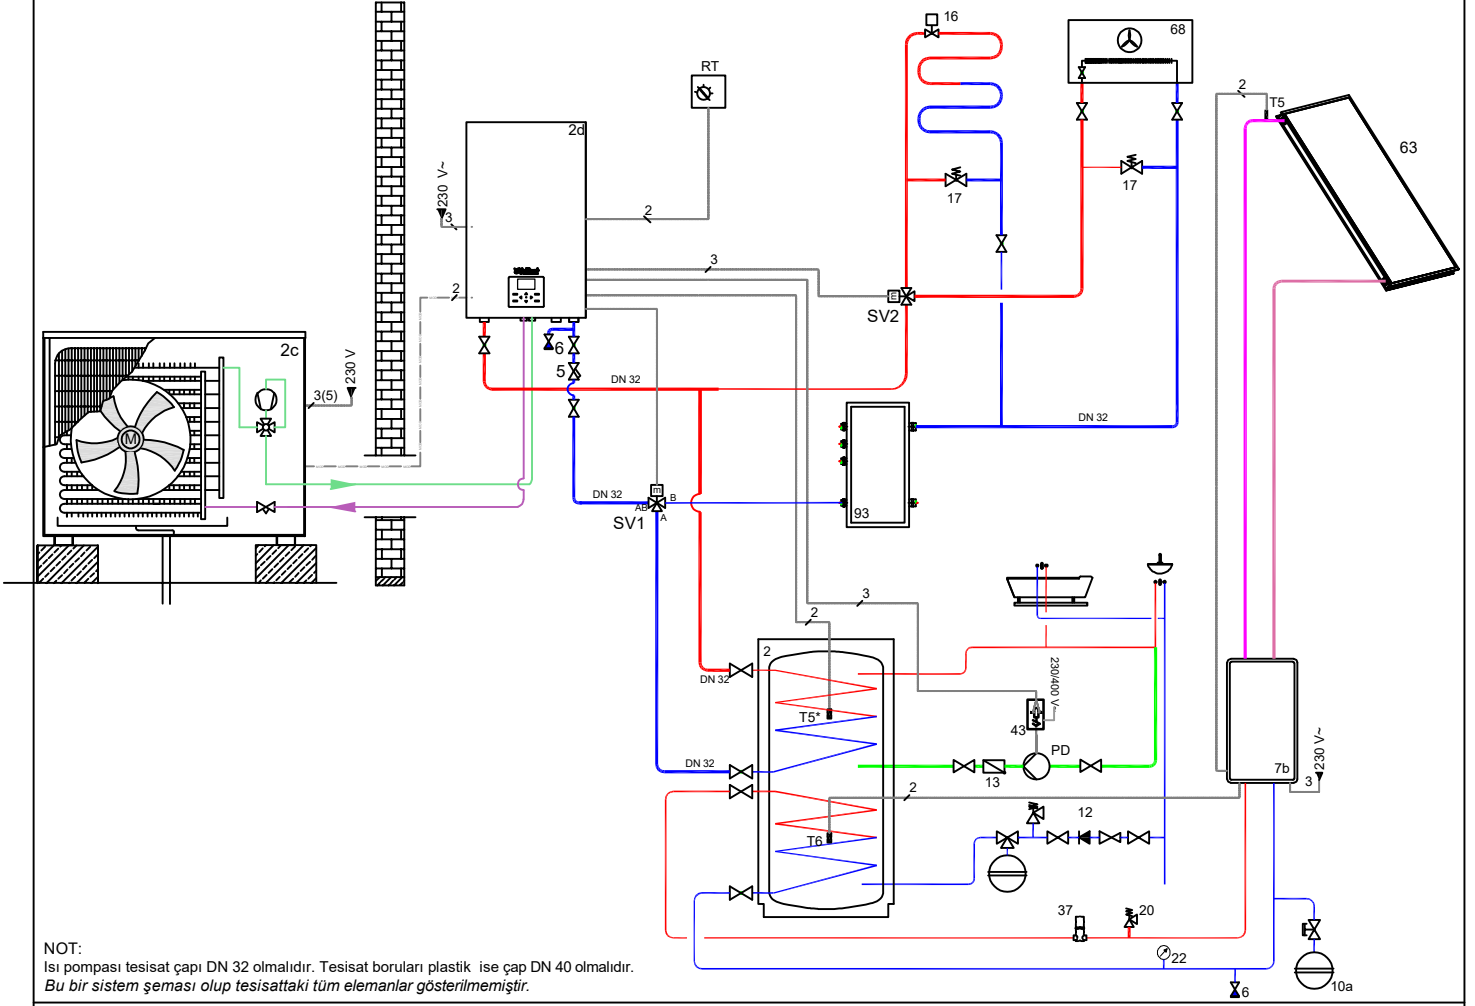 16
68
RT
2
T5
2d
63
230 V~
3
2
17
17
3
2
SV2
2c
6
230 V
5
3(5)
DN 32
DN 32
M
m
m
DN 32
B
AB
A
SV1
93
3
2
2
230/400 V~
DN 32
T5*
43
PD
DN 32
13
7b
230 V~
3
2
12
T6
37
20
22
6
10a
NOT:
Isı pompası tesisat çapı DN 32 olmalıdır. Tesisat boruları plastik ise çap DN 40 olmalıdır.
Bu bir sistem şeması olup tesisattaki tüm elemanlar gösterilmemiştir.